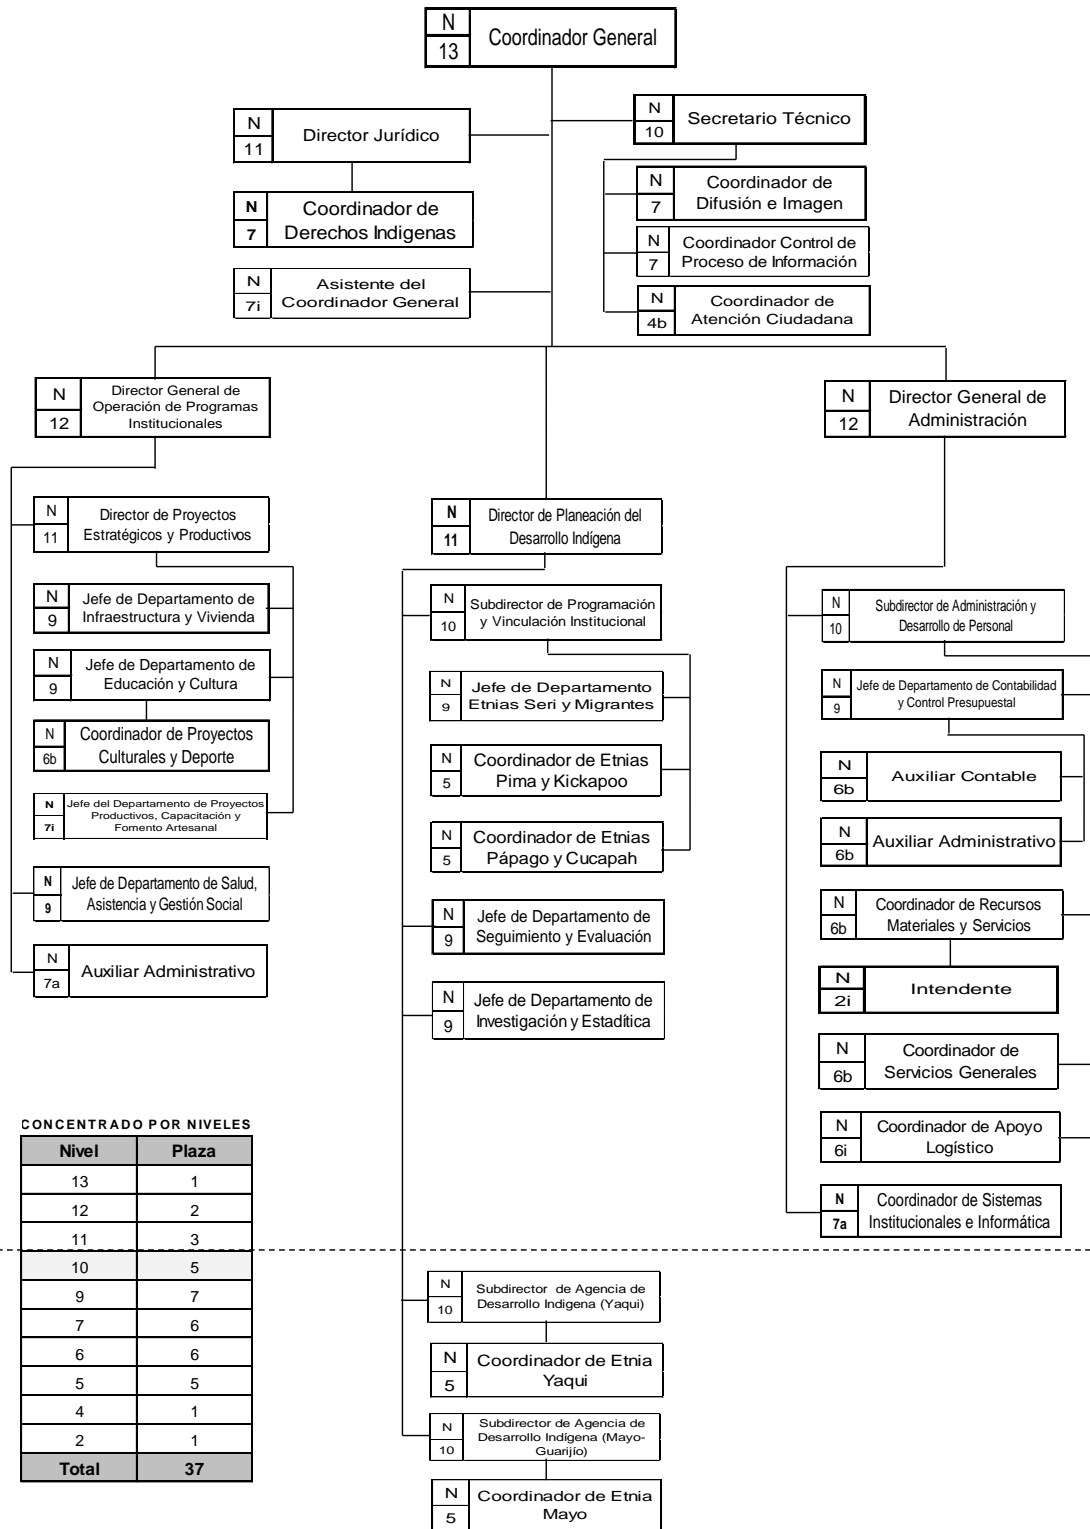 N
13
Coordinador General
N
11
Director Jurídico
N
10
Secretario Técnico
N
7
Coordinador de
Derechos Indigenas
N
7
Coordinador de
Difusión e Imagen
N
7
Coordinador Control de
Proceso de Información
N
7i
Asistente del
Coordinador General
N
4b
Coordinador de
Atención Ciudadana
N
12
Director General de
Operación de Programas
Institucionales
N
12
Director General de
Administración
N
11
Director de Proyectos
Estratégicos y Productivos
N
9
Jefe de Departamento de
Infraestructura y Vivienda
N
9
Jefe de Departamento de
Educación y Cultura
N
6b
Coordinador de Proyectos
Culturales y Deporte
N
7i
Jefe del Departamento de Proyectos
Productivos, Capacitación y
Fomento Artesanal
N
9
Jefe de Departamento de Salud,
Asistencia y Gestión Social
N
7a
Auxiliar Administrativo
N
11
Director de Planeación del
Desarrollo Indígena
N
10
Subdirector de Programación
y Vinculación Institucional
N
9
Jefe de Departamento
Etnias Seri y Migrantes
N
5
Coordinador de Etnias
Pima y Kickapoo
N
5
Coordinador de Etnias
Pápago y Cucapah
N
9
Jefe de Departamento de
Seguimiento y Evaluación
N
9
Jefe de Departamento de
Investigación y Estadítica
N
10
Subdirector de Administración y
Desarrollo de Personal
N
9
Jefe de Departamento de Contabilidad
y Control Presupuestal
N
6b
Auxiliar Contable
N
6b
Auxiliar Administrativo
N
6b
Coordinador de Recursos
Materiales y Servicios
N
2i
Intendente
N
6b
Coordinador de
Servicios Generales
N
6i
Coordinador de Apoyo
Logístico
N
7a
Coordinador de Sistemas
Institucionales e Informática
N
10
Subdirector de Agencia de
Desarrollo Indigena (Yaqui)
N
5
Coordinador de Etnia
Yaqui
N
10
Subdirector de Agencia de
Desarrollo Indígena (Mayo-
Guarijío)
N
5
Coordinador de Etnia
Mayo
CONCENTRADO POR NIVELES
Nivel Plaza
13 1
12 2
11 3
10 5
9 7
7 6
6 6
5 5
4 1
2 1
Total 37